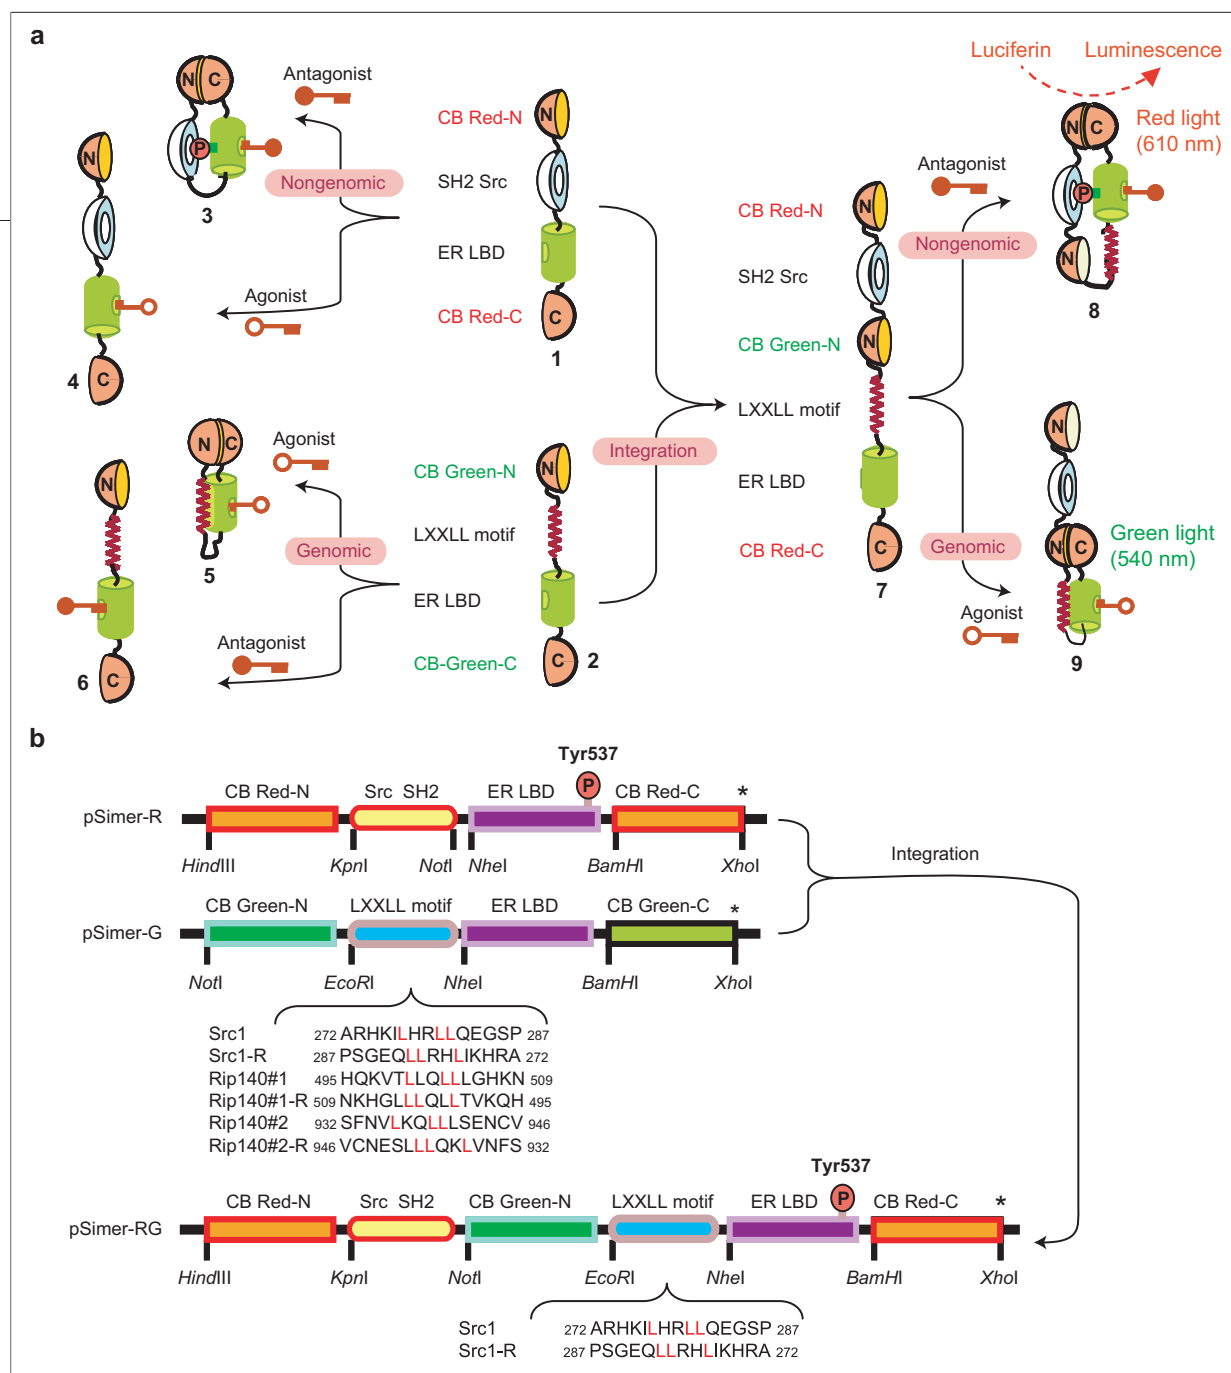 a
Luciferin Luminescence
Red light
(610 nm)
Antagonist
N C
P
Nongenomic
3
Agonist
N
C
4
CB Red-N
SH2 Src
ER LBD
CB Red-C
N
C
1
N C
Agonist
Genomic
5
Antagonist
N
C
6
CB Green-N
LXXLL motif
ER LBD
CB-Green-C
N
C
2
Integration
CB Red-N
SH2 Src
CB Green-N
LXXLL motif
ER LBD
CB Red-C
N
N
C
7
Antagonist
Nongenomic
N C
P
N
8
Genomic
Agonist
N
N C
Green light
(540 nm)
9
b
Tyr537
P
CB Red-N Src SH2 ER LBD CB Red-C *
pSimer-R
HindIII KpnI NotI NheI BamHI XhoI
Integration
CB Green-N LXXLL motif ER LBD CB Green-C *
pSimer-G
NotI EcoRI NheI BamHI XhoI
Src1 272 ARHKILHRLLQEGSP 287
Src1-R 287 PSGEQLLRHLIKHRA 272
Rip140#1 495 HQKVTLLQLLLGHKN 509
Rip140#1-R 509 NKHGLLLQLLTVKQH 495
Rip140#2 932 SFNVLKQLLLSENCV 946
Rip140#2-R 946 VCNESLLLQKLVNFS 932
Tyr537
P
CB Red-N Src SH2 CB Green-N LXXLL motif ER LBD CB Red-C *
pSimer-RG
HindIII KpnI NotI EcoRI NheI BamHI XhoI
Src1 272 ARHKILHRLLQEGSP 287
Src1-R 287 PSGEQLLRHLIKHRA 272